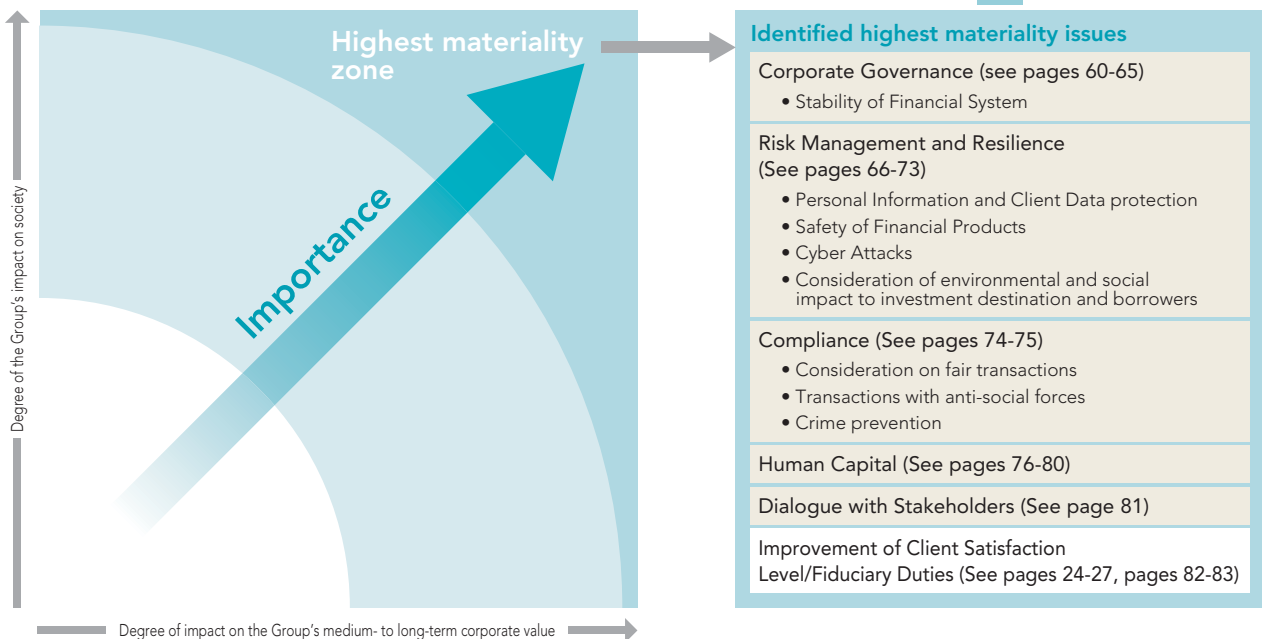 Degree of the Group's impact on society
Highest materiality
zone
Importance
Degree of impact on the Group's medium- to long-term corporate value
Identified highest materiality issues
Corporate Governance (see pages 60-65)
• Stability of Financial System
Risk Management and Resilience
(See pages 66-73)
• Personal Information and Client Data protection
• Safety of Financial Products
• Cyber Attacks
• Consideration of environmental and social
impact to investment destination and borrowers
Compliance (See pages 74-75)
• Consideration on fair transactions
• Transactions with anti-social forces
• Crime prevention
Human Capital (See pages 76-80)
Dialogue with Stakeholders (See page 81)
Improvement of Client Satisfaction
Level/Fiduciary Duties (See pages 24-27, pages 82-83)